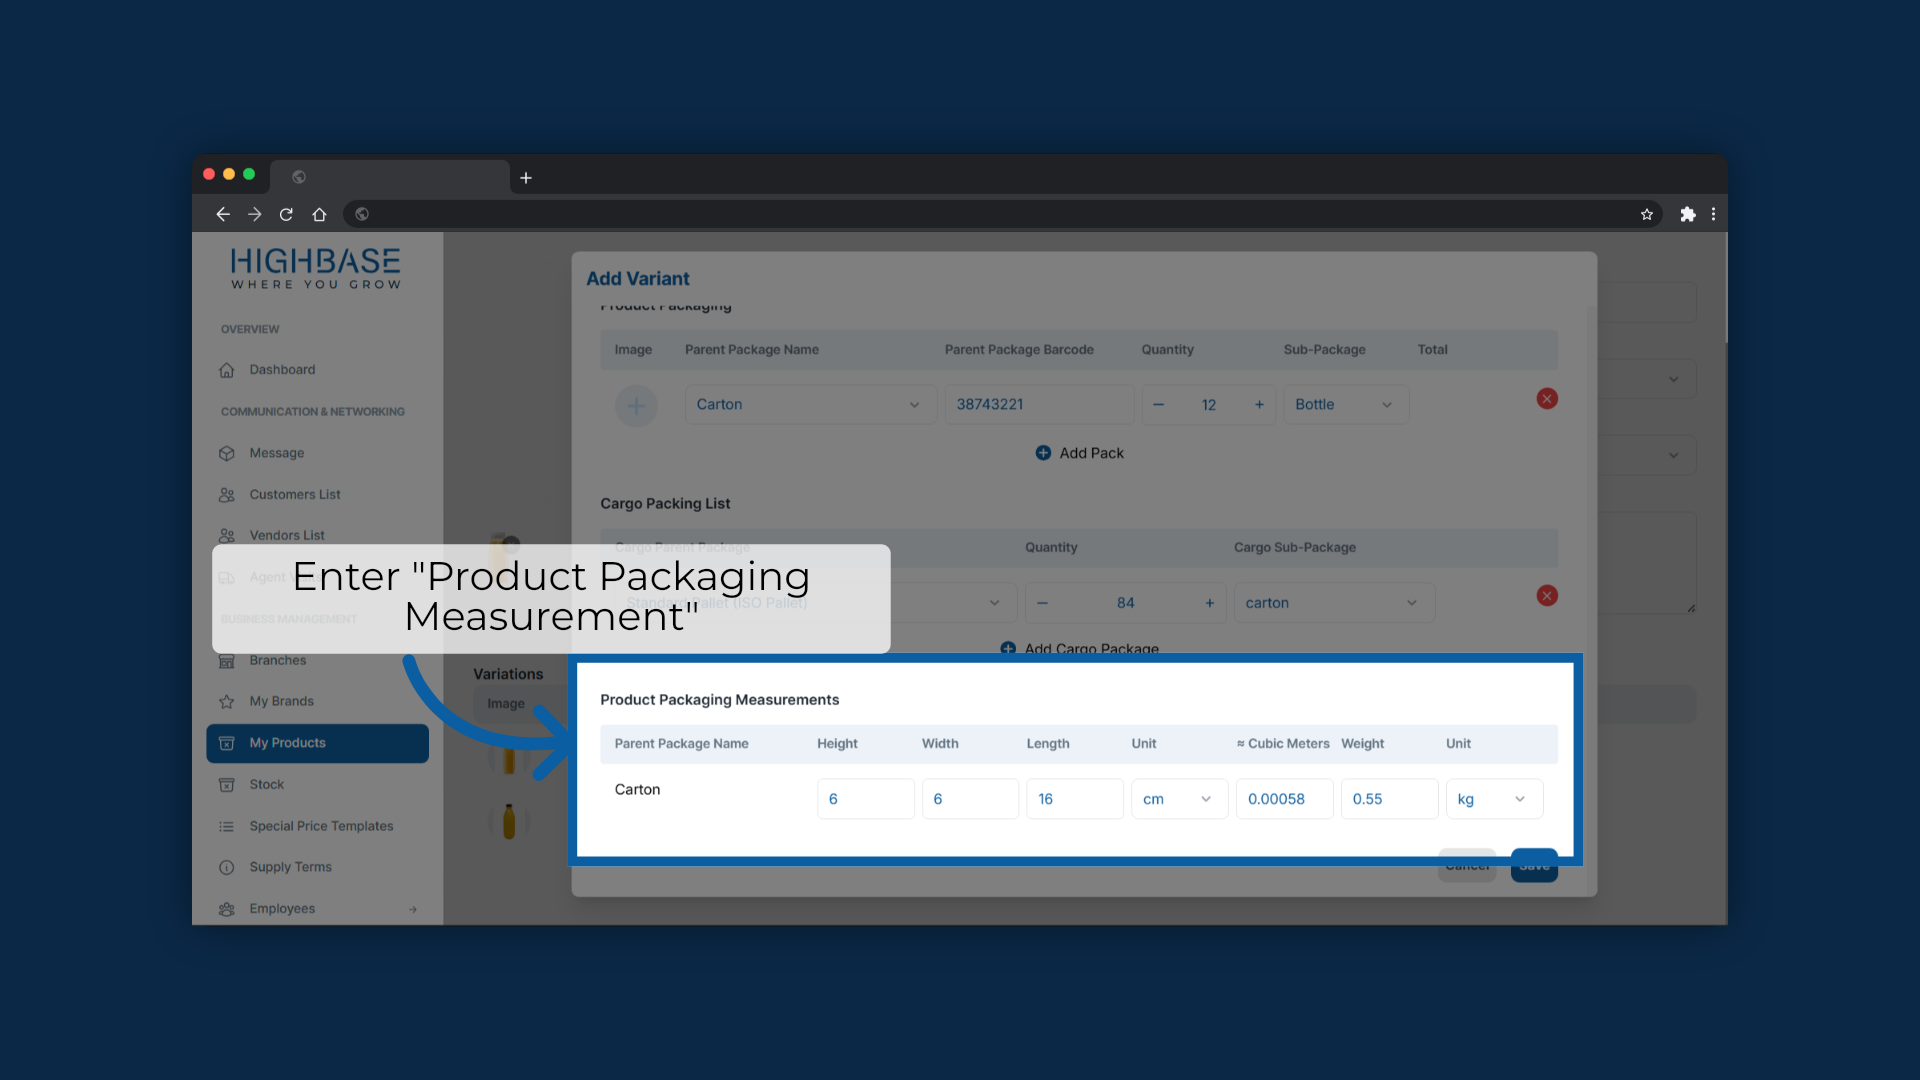 HIGHBASE
WHERE YOU GROW
OVERVIEW
Dashboard
COMMUNICATION & NETWORKING
Message
Customers List
Vendors List
Agent
BUSINESS MANAGEMENT
Branches
My Brands
My Products
Stock
Special Price Templates
Supply Terms
Employees
Variations
Image
Add Variant
Product Packaging
Image Parent Package Name Parent Package Barcode Quantity Sub-Package Total
Carton 38743221 12 Bottle
Add Pack
Cargo Packing List
Cargo Parent Package Quantity Cargo Sub-Package
Standard Pallet (ISO Pallet) 84 carton
Add Cargo Package
Enter "Product Packaging
Measurement"
Product Packaging Measurements
Parent Package Name Height Width Length Unit ≈ Cubic Meters Weight Unit
Carton 6 6 16 cm 0.00058 0.55 kg
Cancel Save